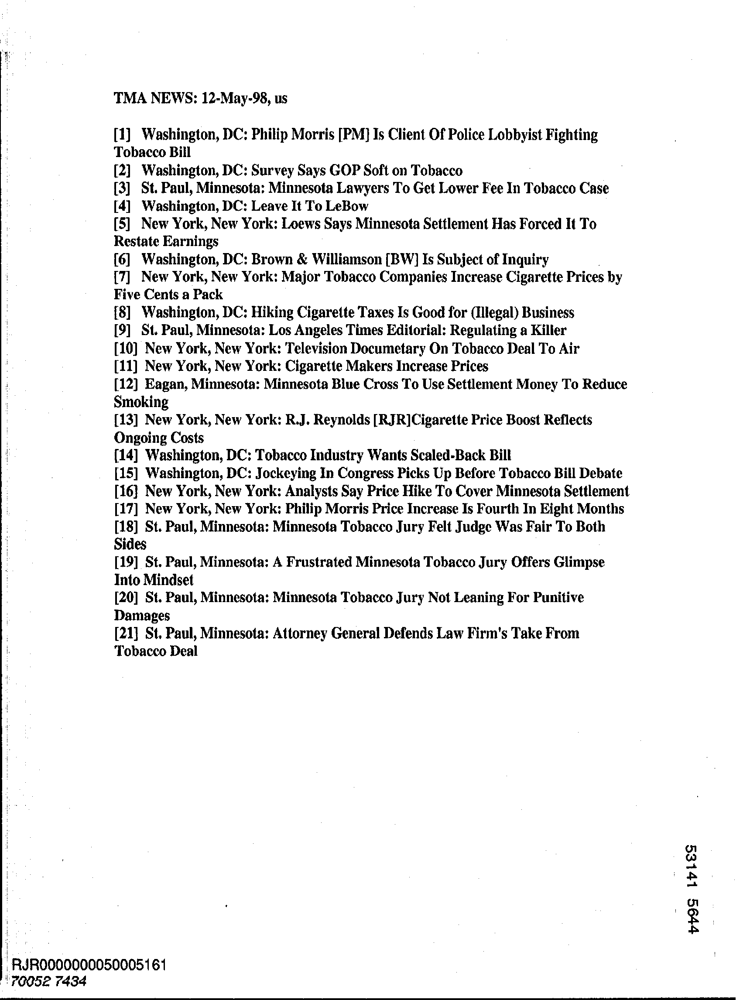 TMA NEWS: 12-May-98, us
[1] Washington, DC: Philip Morris [PM] Is Client Of Police Lobbyist Fighting
Tobacco Bill
[2] Washington, DC: Survey Says GOP Soft on Tobacco
[3] St. Paul, Minnesota: Minnesota Lawyers To Get Lower Fee In Tobacco Case
[4] Washington, DC: Leave It To LeBow
[5] New York, New York: Loews Says Minnesota Settlement Has Forced It To
Restate Earnings
[6] Washington, DC: Brown & Williamson [BW] Is Subject of Inquiry
[7] New York, New York: Major Tobacco Companies Increase Cigarette Prices by
Five Cents a Pack
[8] Washington, DC: Hiking Cigarette Taxes Is Good for (Illegal) Business
[9] St. Paul, Minnesota: Los Angeles Times Editorial: Regulating a Killer
[10] New York, New York: Television Documetary On Tobacco Deal To Air
[11] New York, New York: Cigarette Makers Increase Prices
[12] Eagan, Minnesota: Minnesota Blue Cross To Use Settlement Money To Reduce
Smoking
[13] New York, New York: R.J. Reynolds [RJR]Cigarette Price Boost Reflects
Ongoing Costs
[14] Washington, DC: Tobacco Industry Wants Scaled-Back Bill
[15] Washington, DC: Jockeying In Congress Picks Up Before Tobacco Bill Debate
[16] New York, New York: Analysts Say Price Hike To Cover Minnesota Settlement
[17] New York, New York: Philip Morris Price Increase Is Fourth In Eight Months
[18] St. Paul, Minnesota: Minnesota Tobacco Jury Felt Judge Was Fair To Both
Sides
[19] St. Paul, Minnesota: A Frustrated Minnesota Tobacco Jury Offers Glimpse
Into Mindset
[20] St. Paul, Minnesota: Minnesota Tobacco Jury Not Leaning For Punitive
Damages
[21] St. Paul, Minnesota: Attorney General Defends Law Firm's Take From
Tobacco Deal
53141 5644
RJR0000000050005161
70052 7434